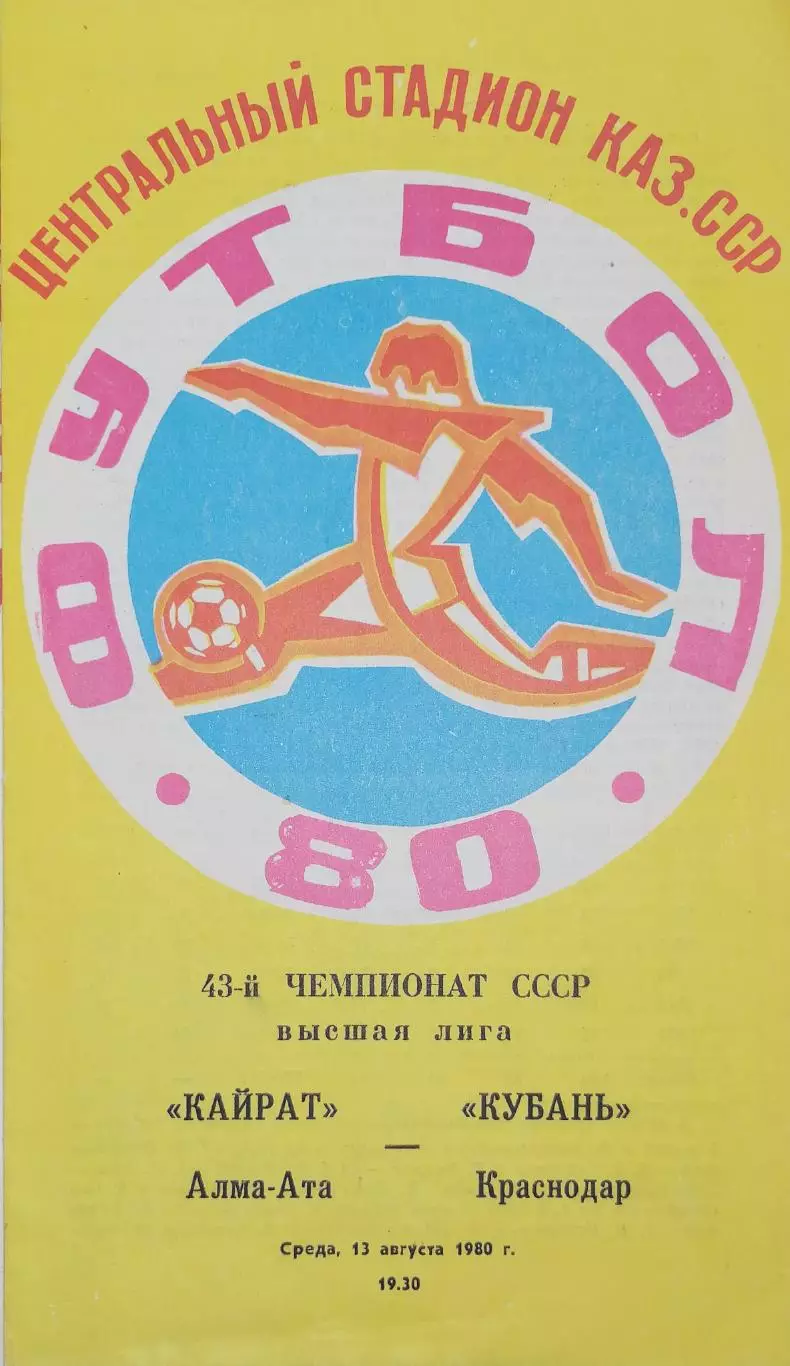 ЦЕНТРАЛЬНЫЙ СТАДИОН КАЗ.ССР
ФУТБОЛ
• 80 •
43-й ЧЕМПИОНАТ СССР
высшая лига
«КАЙРАТ» — «КУБАНЬ»
Алма-Ата Краснодар
Среда, 13 августа 1980 г.
19.30